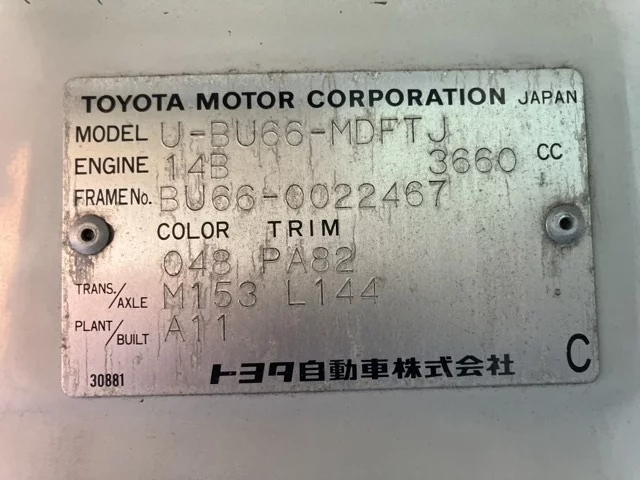 TOYOTA MOTOR CORPORATION JAPAN
MODEL U-BU66-MDFTJ
ENGINE 14B 3660 CC
FRAME No. BU66-0022467
COLOR TRIM
048 PA82
TRANS./AXLE M153 L144
PLANT/BUILT A11
30881 トヨタ自動車株式会社 C